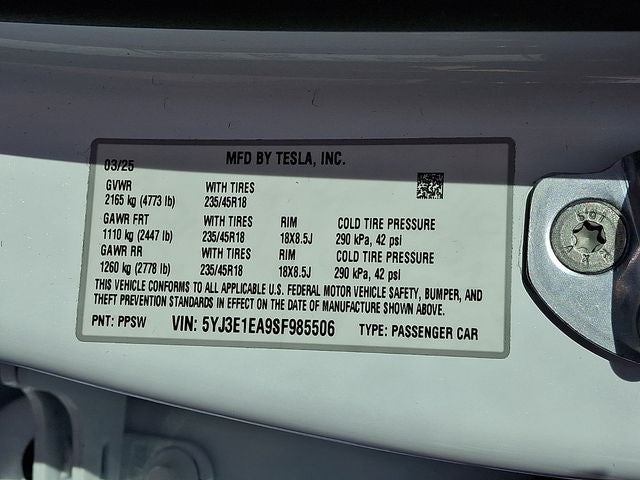 03/25 MFD BY TESLA, INC.
GVWR WITH TIRES
2165 kg (4773 lb) 235/45R18
GAWR FRT WITH TIRES RIM COLD TIRE PRESSURE
1110 kg (2447 lb) 235/45R18 18X8.5J 290 kPa, 42 psi
GAWR RR WITH TIRES RIM COLD TIRE PRESSURE
1260 kg (2778 lb) 235/45R18 18X8.5J 290 kPa, 42 psi
THIS VEHICLE CONFORMS TO ALL APPLICABLE U.S. FEDERAL MOTOR VEHICLE SAFETY, BUMPER, AND
THEFT PREVENTION STANDARDS IN EFFECT ON THE DATE OF MANUFACTURE SHOWN ABOVE.
PNT: PPSW VIN: 5YJ3E1EA9SF985506 TYPE: PASSENGER CAR